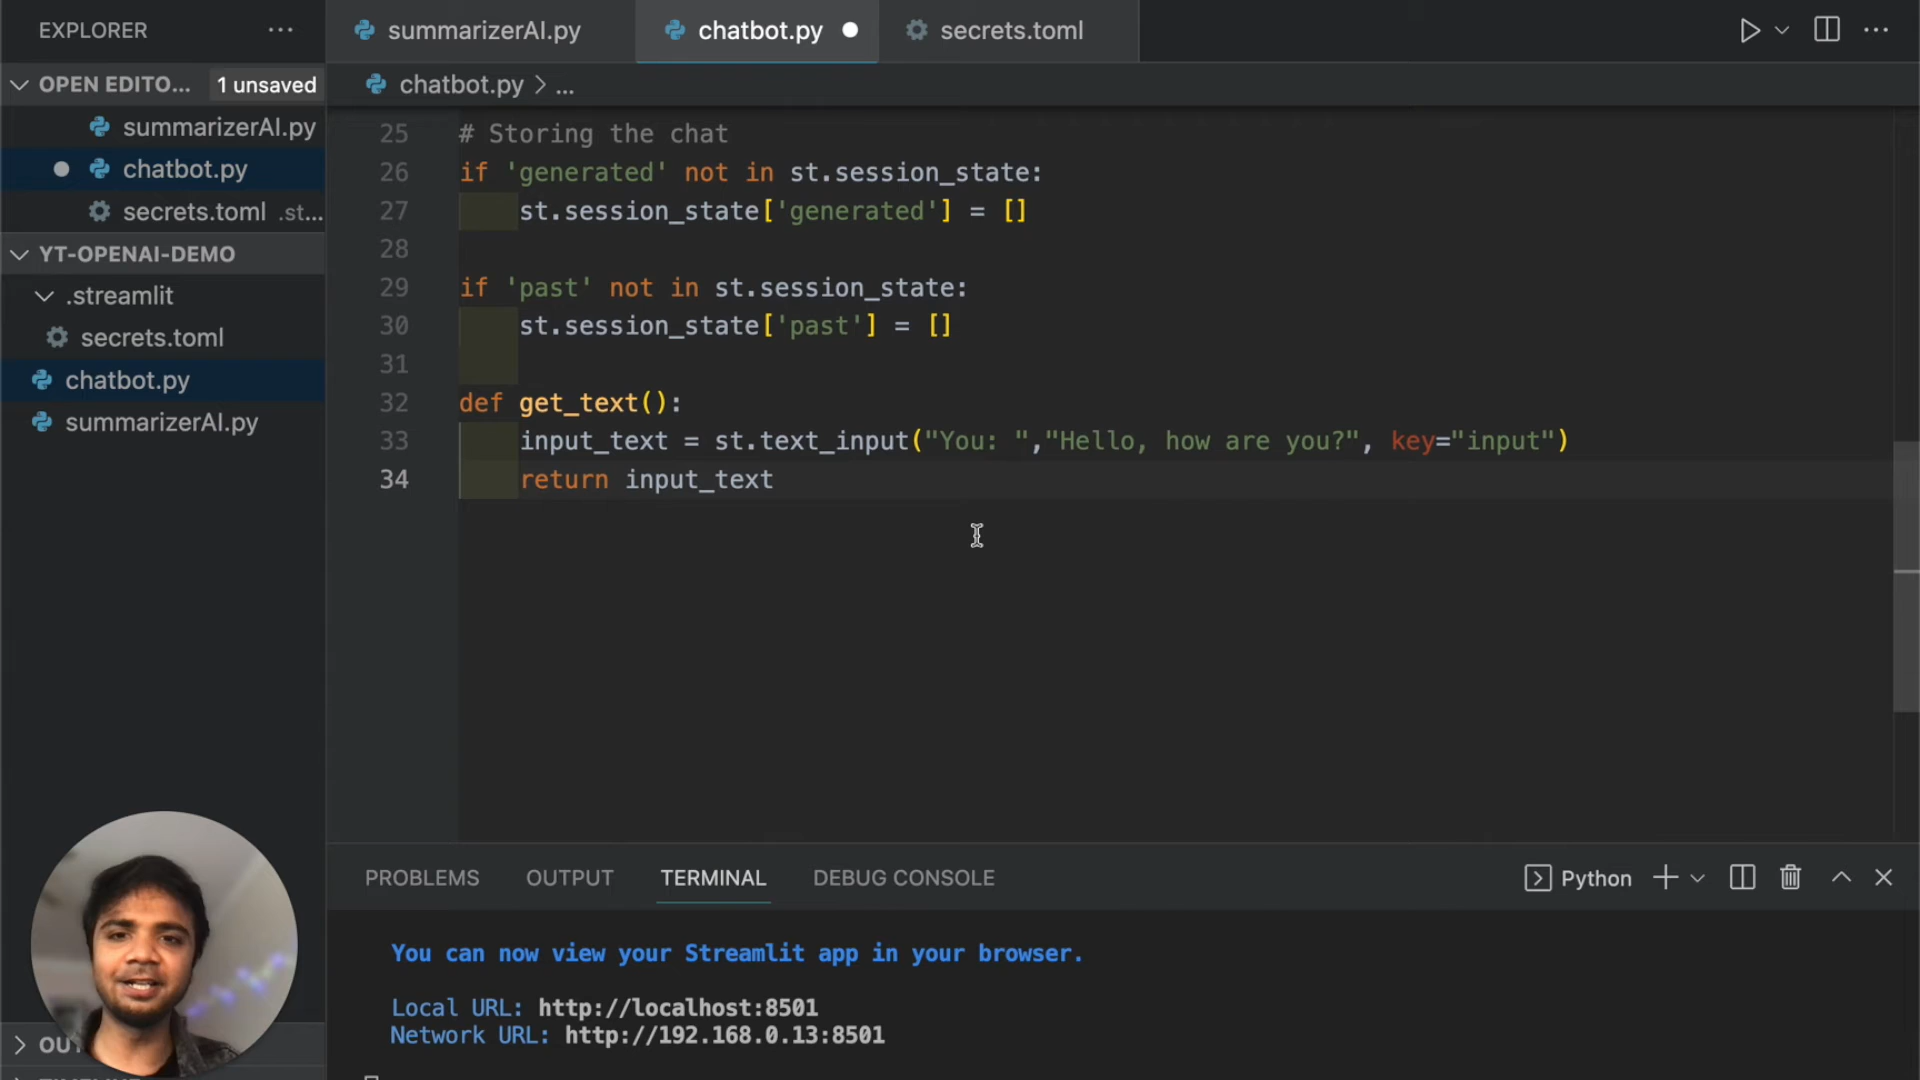 EXPLORER
summarizerAI.py
chatbot.py
secrets.toml
OPEN EDITO... 1 unsaved
chatbot.py > ...
summarizerAI.py
chatbot.py
secrets.toml .st...
YT-OPENAI-DEMO
.streamlit
secrets.toml
chatbot.py
summarizerAI.py
25 # Storing the chat
26 if 'generated' not in st.session_state:
27 st.session_state['generated'] = []
28
29 if 'past' not in st.session_state:
30 st.session_state['past'] = []
31
32 def get_text():
33 input_text = st.text_input("You: ","Hello, how are you?", key="input")
34 return input_text
PROBLEMS OUTPUT TERMINAL DEBUG CONSOLE
Python
You can now view your Streamlit app in your browser.
Local URL: http://localhost:8501
Network URL: http://192.168.0.13:8501